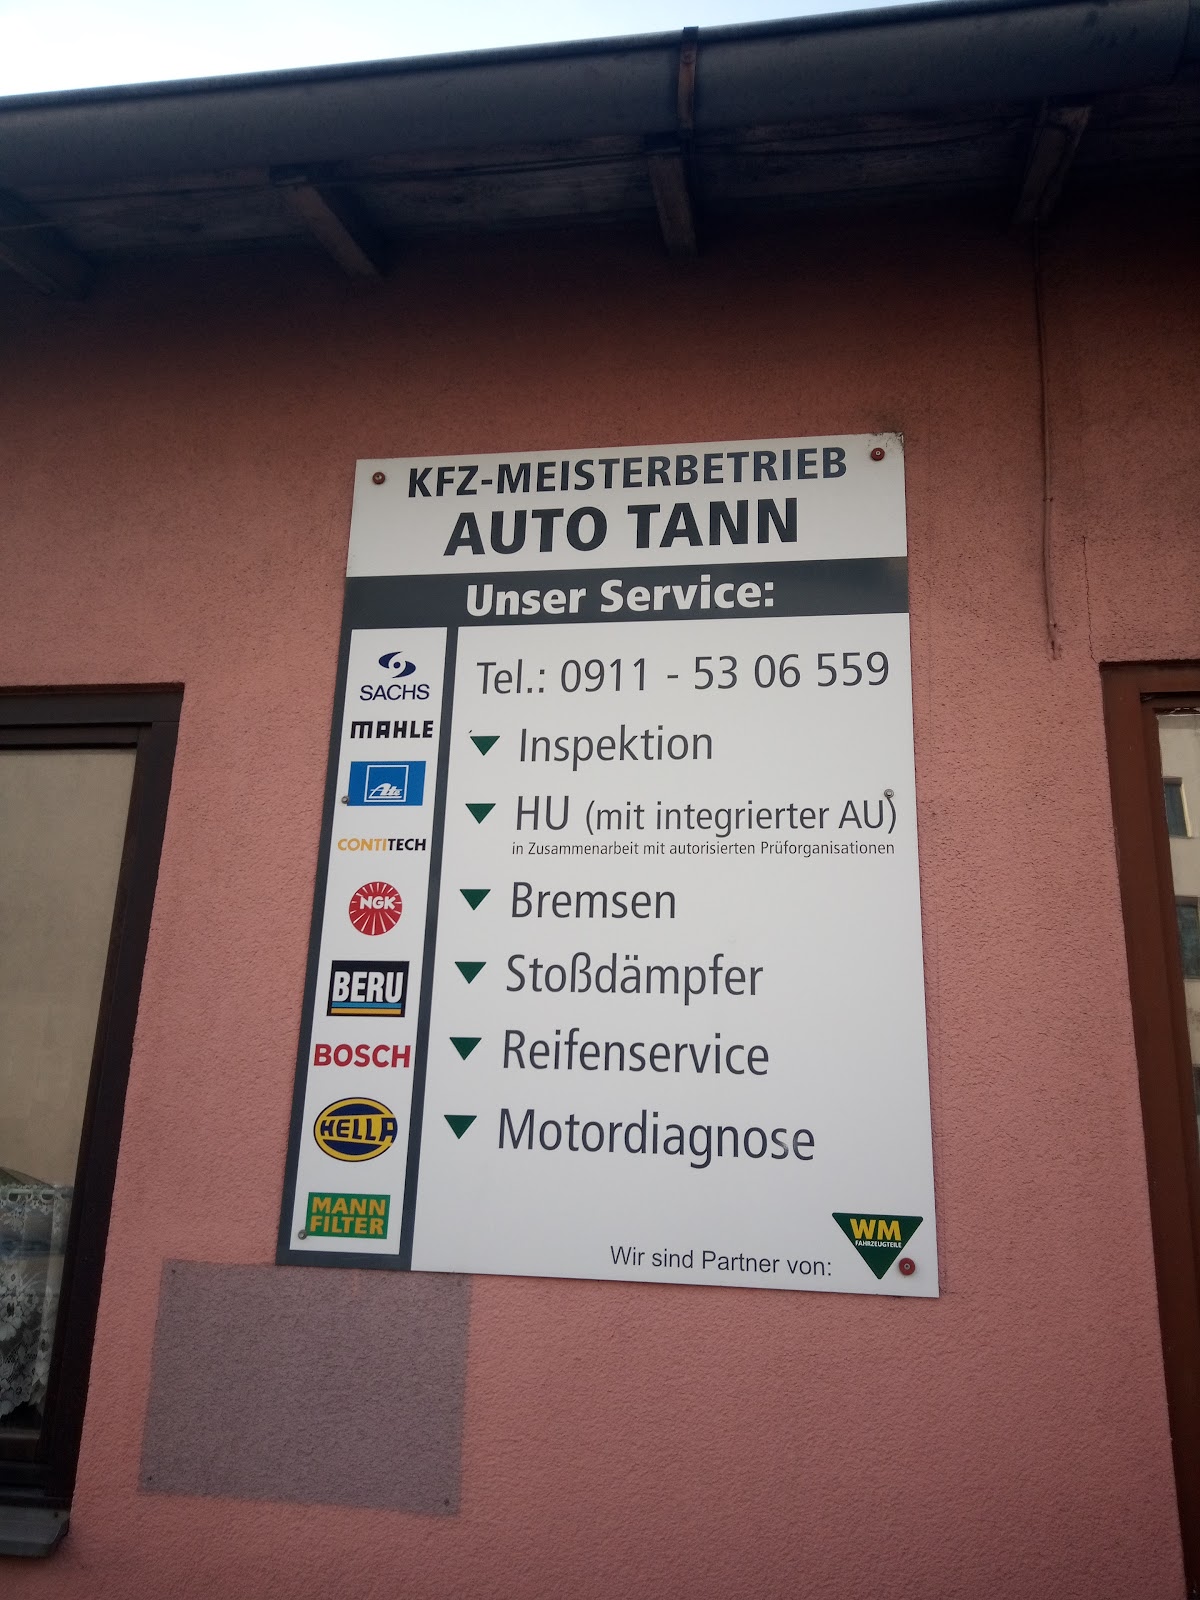 KFZ-MEISTERBETRIEB
AUTO TANN
Unser Service:
SACHS
MAHLE
Ate
CONTITECH
NGK
BERU
BOSCH
HELLA
MANN
FILTER
Tel.: 0911 - 53 06 559
Inspektion
HU (mit integrierter AU)
in Zusammenarbeit mit autorisierten Prüforganisationen
Bremsen
Stoßdämpfer
Reifenservice
Motordiagnose
Wir sind Partner von:
WM
FAHRZEUGTEILE